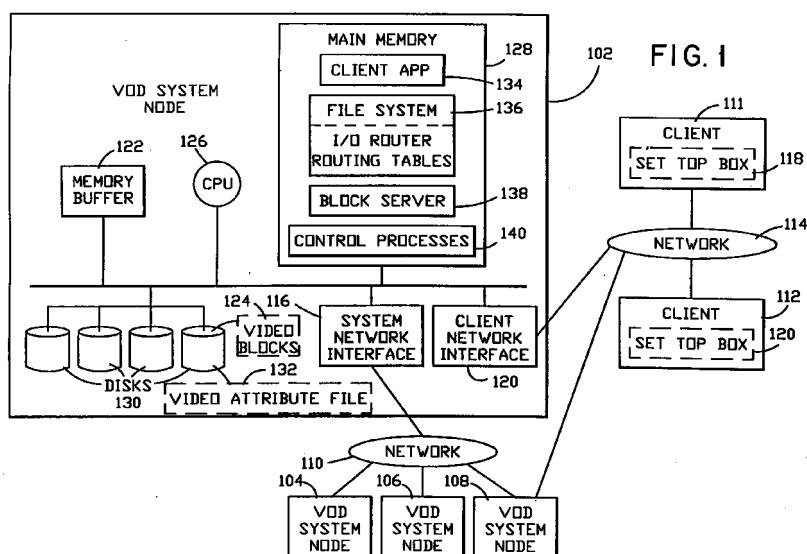 FIG. 1
MAIN MEMORY
128
102
CLIENT APP
134
VOD SYSTEM
NODE
FILE SYSTEM
136
I/O ROUTER
ROUTING TABLES
122
126
MEMORY
BUFFER
CPU
BLOCK SERVER
138
CONTROL PROCESSES
140
111
CLIENT
SET TOP BOX
118
114
NETWORK
112
CLIENT
SET TOP BOX
120
124
VIDEO
BLOCKS
116
SYSTEM
NETWORK
INTERFACE
CLIENT
NETWORK
INTERFACE
120
DISKS
130
132
VIDEO ATTRIBUTE FILE
110
NETWORK
104
106
108
VOD
SYSTEM
NODE
VOD
SYSTEM
NODE
VOD
SYSTEM
NODE